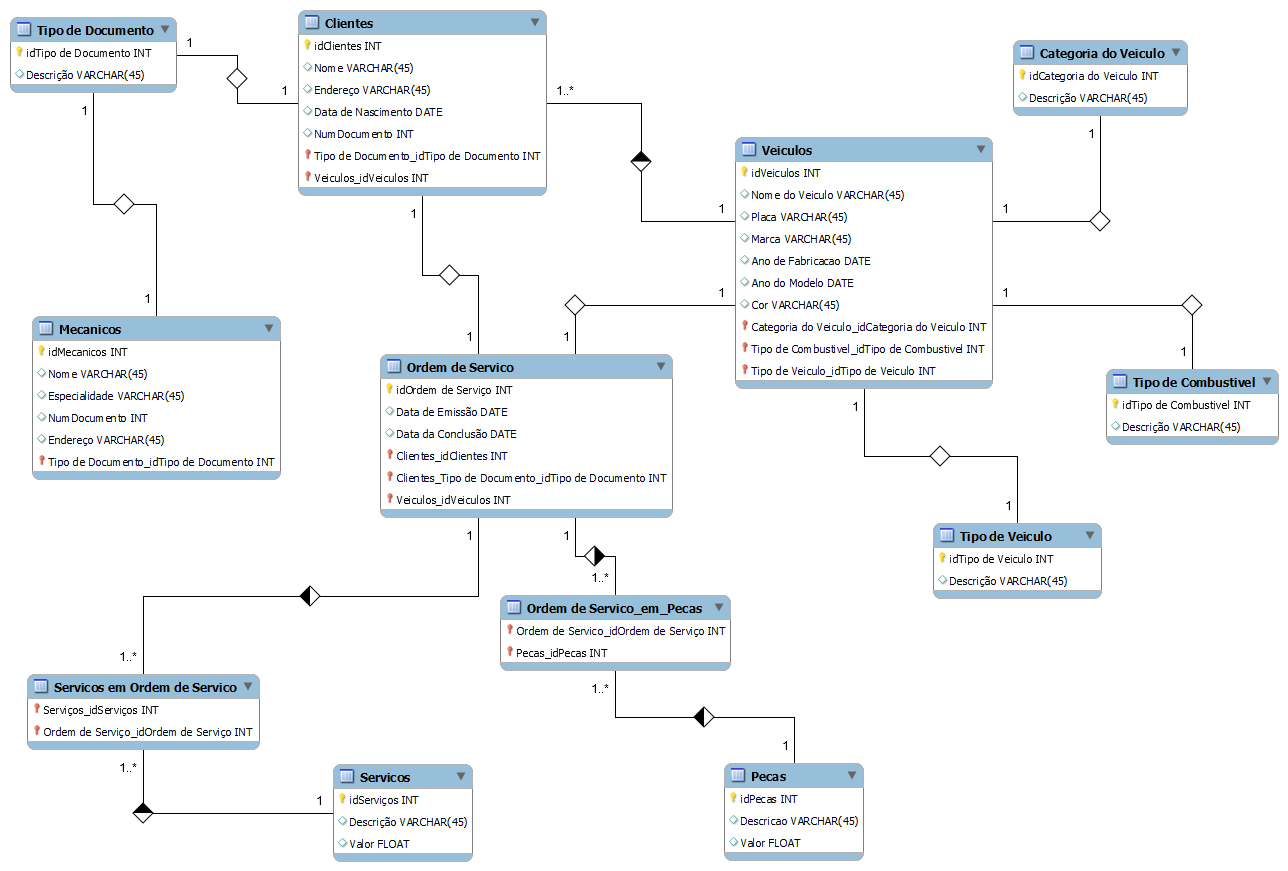 Tipo de Documento
idTipo de Documento INT
Descrição VARCHAR(45)
1
1
1
1
Clientes
idClientes INT
Nome VARCHAR(45)
Endereço VARCHAR(45)
Data de Nascimento DATE
NumDocumento INT
Tipo de Documento_idTipo de Documento INT
Veiculos_idVeiculos INT
1..*
1
1
1
Categoria do Veiculo
idCategoria do Veiculo INT
Descrição VARCHAR(45)
1
1
Veiculos
idVeiculos INT
Nome do Veiculo VARCHAR(45)
Placa VARCHAR(45)
Marca VARCHAR(45)
Ano de Fabricacao DATE
Ano do Modelo DATE
Cor VARCHAR(45)
Categoria do Veiculo_idCategoria do Veiculo INT
Tipo de Combustivel_idTipo de Combustivel INT
Tipo de Veiculo_idTipo de Veiculo INT
1
1
1
1
1
1
Mecanicos
idMecanicos INT
Nome VARCHAR(45)
Especialidade VARCHAR(45)
NumDocumento INT
Endereço VARCHAR(45)
Tipo de Documento_idTipo de Documento INT
Ordem de Servico
idOrdem de Serviço INT
Data de Emissão DATE
Data da Conclusão DATE
Clientes_idClientes INT
Clientes_Tipo de Documento_idTipo de Documento INT
Veiculos_idVeiculos INT
Tipo de Combustivel
idTipo de Combustivel INT
Descrição VARCHAR(45)
Tipo de Veiculo
idTipo de Veiculo INT
Descrição VARCHAR(45)
1
1
1..*
1..*
Ordem de Servico_em_Pecas
Ordem de Servico_idOrdem de Serviço INT
Pecas_idPecas INT
1..*
1
Servicos em Ordem de Servico
Serviços_idServiços INT
Ordem de Serviço_idOrdem de Serviço INT
1..*
1
Servicos
idServiços INT
Descrição VARCHAR(45)
Valor FLOAT
Pecas
idPecas INT
Descricao VARCHAR(45)
Valor FLOAT